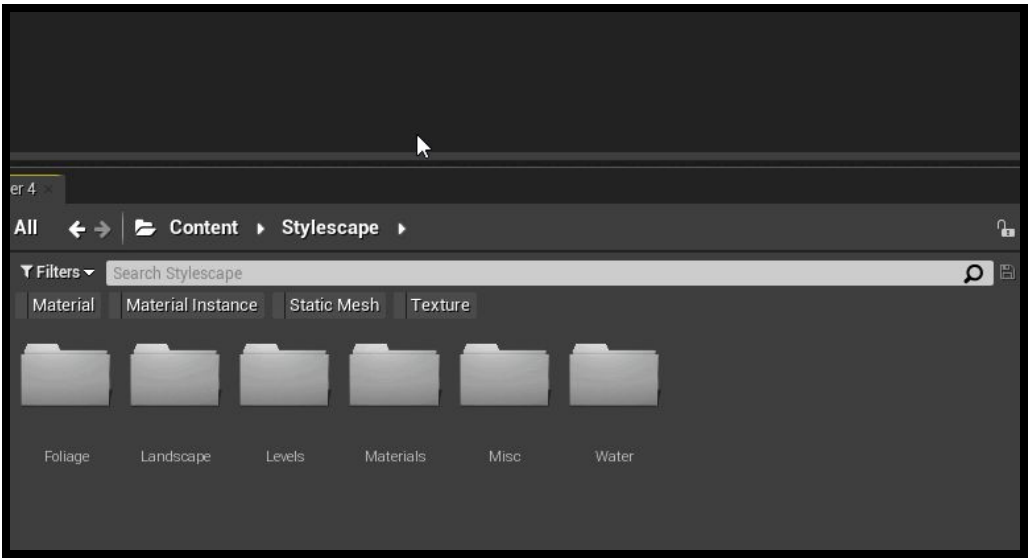 er 4
All Content Stylescape
Filters Search Stylescape
Material Material Instance Static Mesh Texture
Foliage Landscape Levels Materials Misc Water